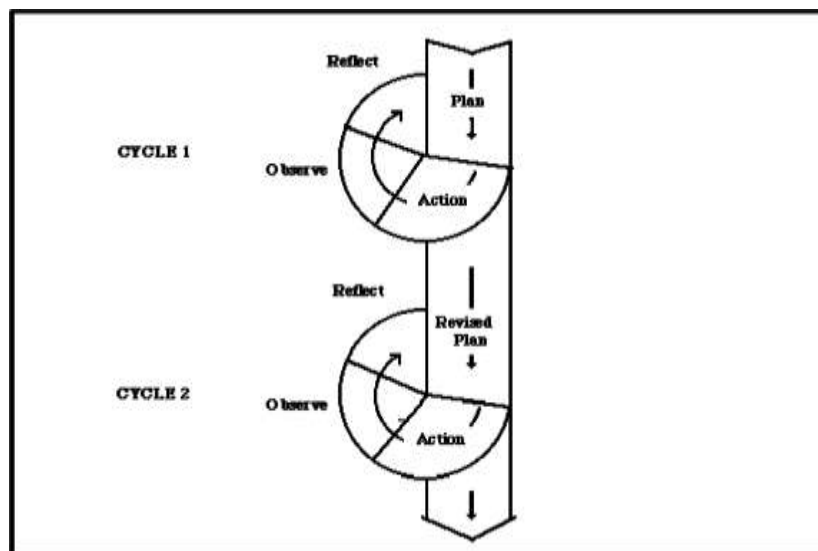 Reflect
Plan
CYCLE 1
Observe
Action
Reflect
Revised
Plan
CYCLE 2
Observe
Action